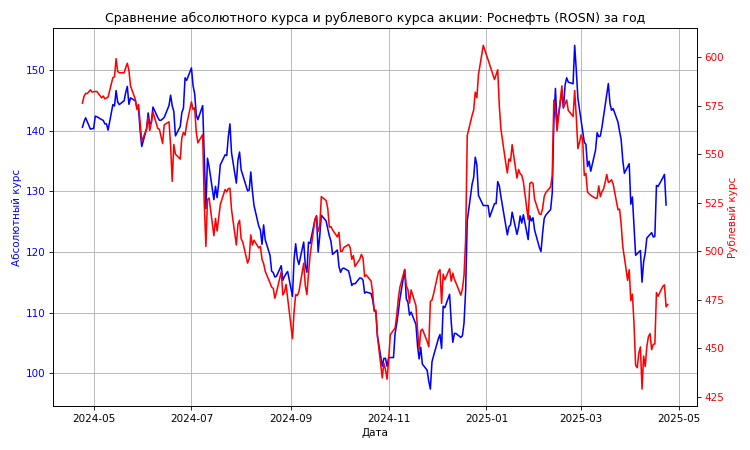 Сравнение абсолютного курса и рублевого курса акции: Роснефть (ROSN) за год
Абсолютный курс
150
140
130
120
110
100
600
575
550
525
500
475
450
425
Рублевый курс
2024-05 2024-07 2024-09 2024-11 2025-01 2025-03 2025-05
Дата